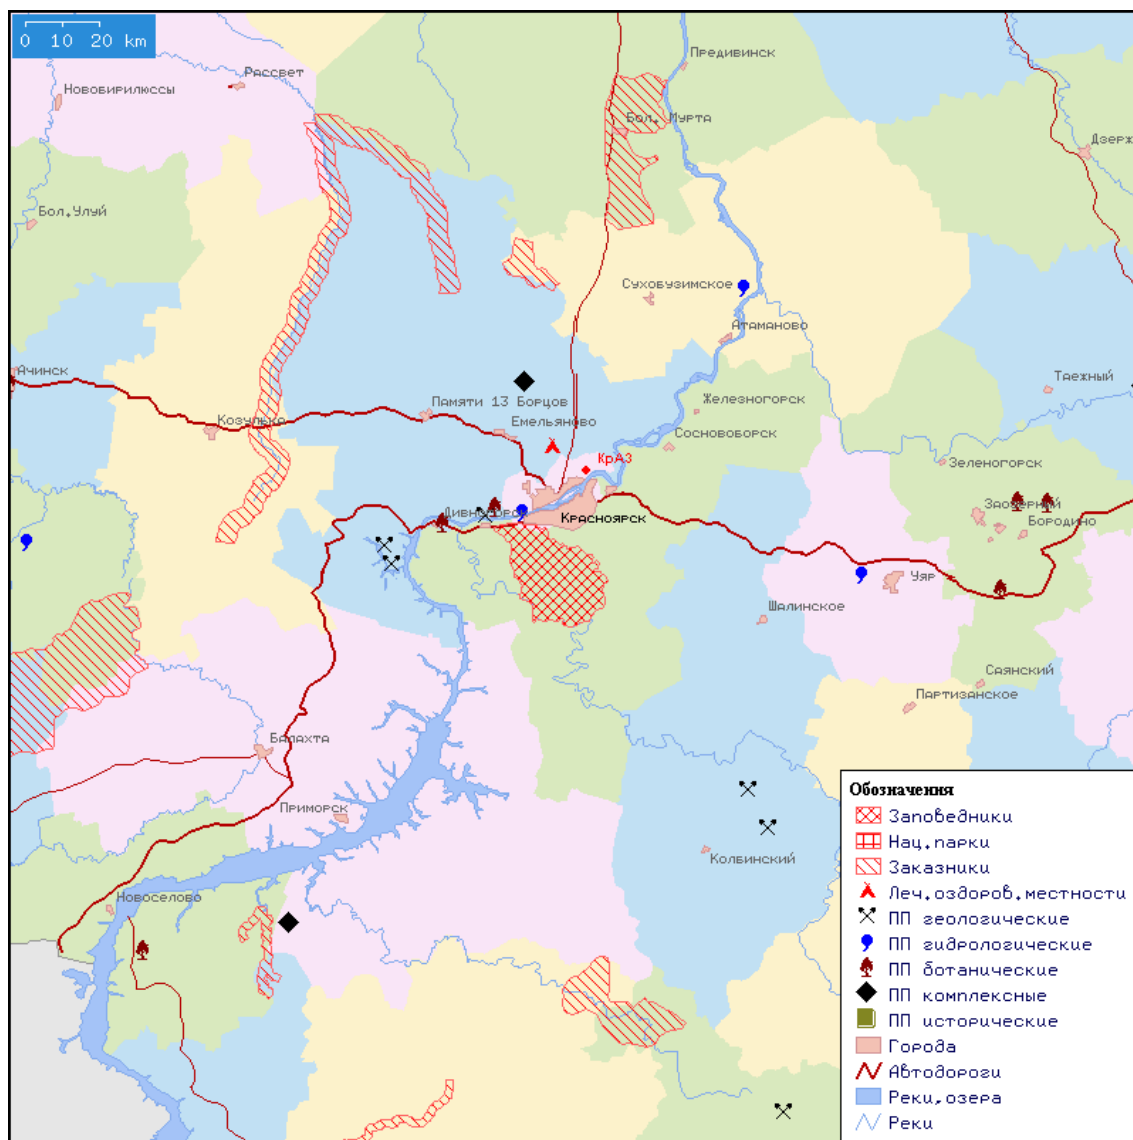 0 10 20 km
Предивинск
Рассвет
Нововирилюссы
Бол. Мурта
Дзерж
Бол.Улуй
Сухобузимское
Атаманово
Ачинск
Таежный
Памяти 13 Борцов
Железногорск
Козулька
Емельяново
Сосновоборск
КрАЗ
Зеленогорск
Заозерный
Дивногорск
Красноярск
Бородино
Уяр
Шалинское
Саянский
Партизанское
Балахта
Приморск
Колбинский
Новоселово
Обозначения
Заповедники
Нац.парки
Заказники
Леч.оздоров.местности
ПП геологические
ПП гидрологические
ПП ботанические
ПП комплексные
ПП исторические
Города
Автодороги
Реки,озера
Реки